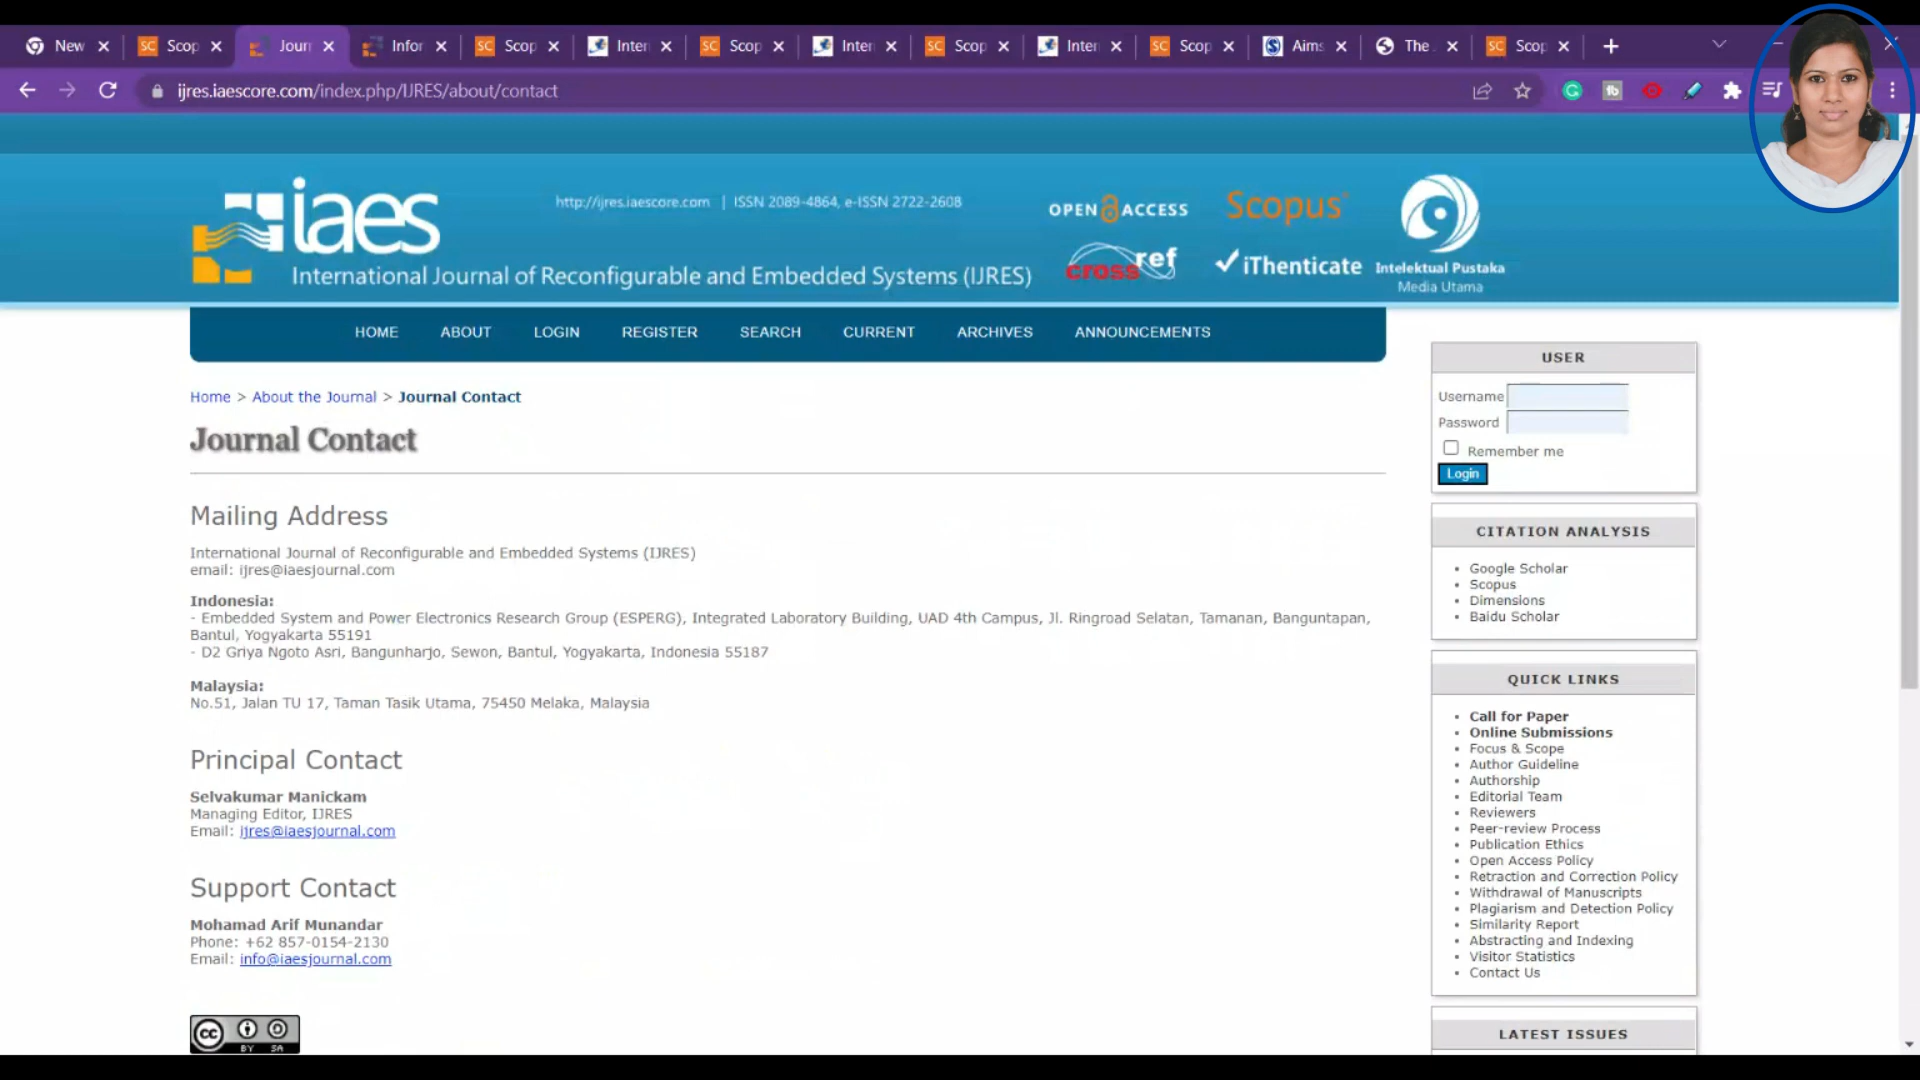 New
Scop
Journ
Infor
Scop
Inter
Scop
Inter
Scop
Inter
Scop
Aims
The
Scop
ijres.iaescore.com/index.php/IJRES/about/contact
iaes
http://ijres.iaescore.com | ISSN 2089-4864, e-ISSN 2722-2608
International Journal of Reconfigurable and Embedded Systems (IJRES)
OPEN ACCESS
Scopus
crossref
iThenticate
Intelektual Pustaka
Media Utama
HOME ABOUT LOGIN REGISTER SEARCH CURRENT ARCHIVES ANNOUNCEMENTS
Home > About the Journal > Journal Contact
Journal Contact
Mailing Address
International Journal of Reconfigurable and Embedded Systems (IJRES)
email: ijres@iaesjournal.com
Indonesia:
- Embedded System and Power Electronics Research Group (ESPERG), Integrated Laboratory Building, UAD 4th Campus, Jl. Ringroad Selatan, Tamanan, Banguntapan,
Bantul, Yogyakarta 55191
- D2 Griya Ngoto Asri, Bangunharjo, Sewon, Bantul, Yogyakarta, Indonesia 55187
Malaysia:
No.51, Jalan TU 17, Taman Tasik Utama, 75450 Melaka, Malaysia
Principal Contact
Selvakumar Manickam
Managing Editor, IJRES
Email: ijres@iaesjournal.com
Support Contact
Mohamad Arif Munandar
Phone: +62 857-0154-2130
Email: info@iaesjournal.com
cc
BY SA
USER
Username
Password
Remember me
Login
CITATION ANALYSIS
Google Scholar
Scopus
Dimensions
Baidu Scholar
QUICK LINKS
Call for Paper
Online Submissions
Focus & Scope
Author Guideline
Authorship
Editorial Team
Reviewers
Peer-review Process
Publication Ethics
Open Access Policy
Retraction and Correction Policy
Withdrawal of Manuscripts
Plagiarism and Detection Policy
Similarity Report
Abstracting and Indexing
Visitor Statistics
Contact Us
LATEST ISSUES